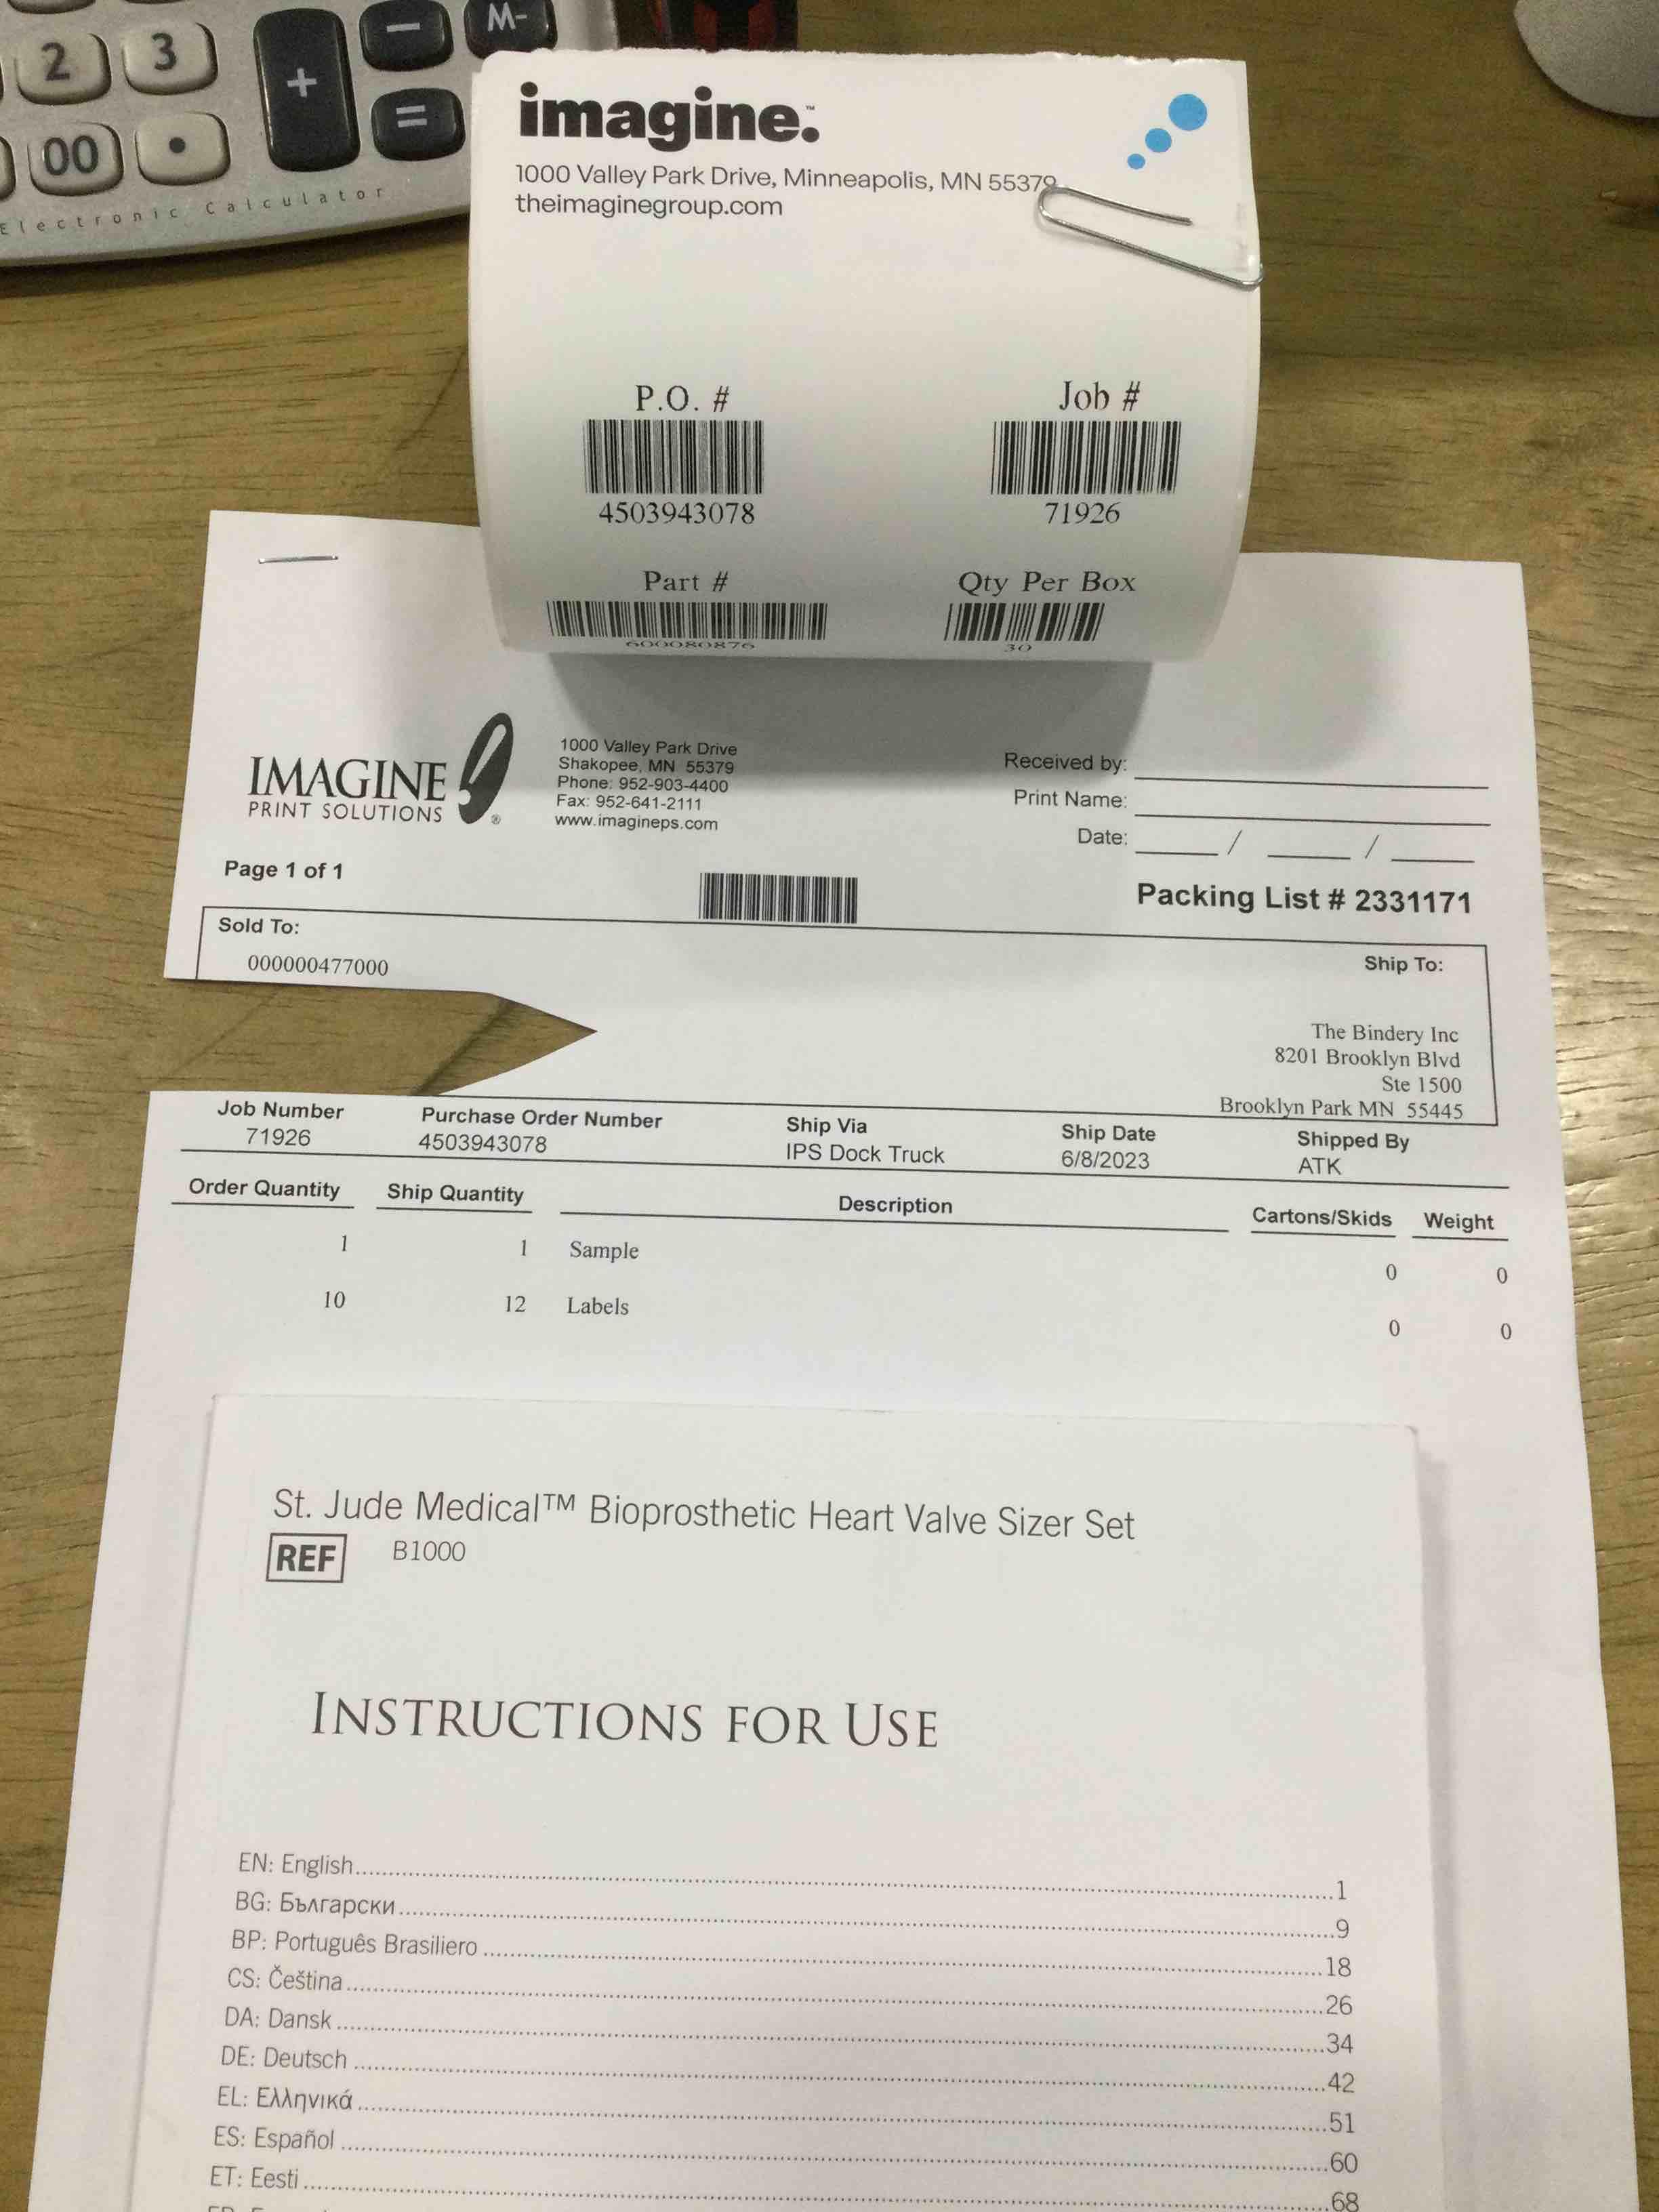 2 3 + − M-
00 • =
Electronic Calculator
imagine.™
1000 Valley Park Drive, Minneapolis, MN 55379
theimaginegroup.com
P.O. # Job #
4503943078 71926
Part # Qty Per Box
600080876 30
IMAGINE
PRINT SOLUTIONS ®
1000 Valley Park Drive
Shakopee, MN 55379
Phone: 952-903-4400
Fax: 952-641-2111
www.imagineps.com
Received by:
Print Name:
Date: / /
Page 1 of 1
Packing List # 2331171
Sold To:
000000477000
Ship To:
The Bindery Inc
8201 Brooklyn Blvd
Ste 1500
Brooklyn Park MN 55445
Job Number Purchase Order Number Ship Via Ship Date Shipped By
71926 4503943078 IPS Dock Truck 6/8/2023 ATK
Order Quantity Ship Quantity Description Cartons/Skids Weight
1 1 Sample 0 0
10 12 Labels 0 0
St. Jude Medical™ Bioprosthetic Heart Valve Sizer Set
REF B1000
INSTRUCTIONS FOR USE
EN: English 1
BG: Български 9
BP: Português Brasiliero 18
CS: Čeština 26
DA: Dansk 34
DE: Deutsch 42
EL: Ελληνικά 51
ES: Español 60
ET: Eesti 68